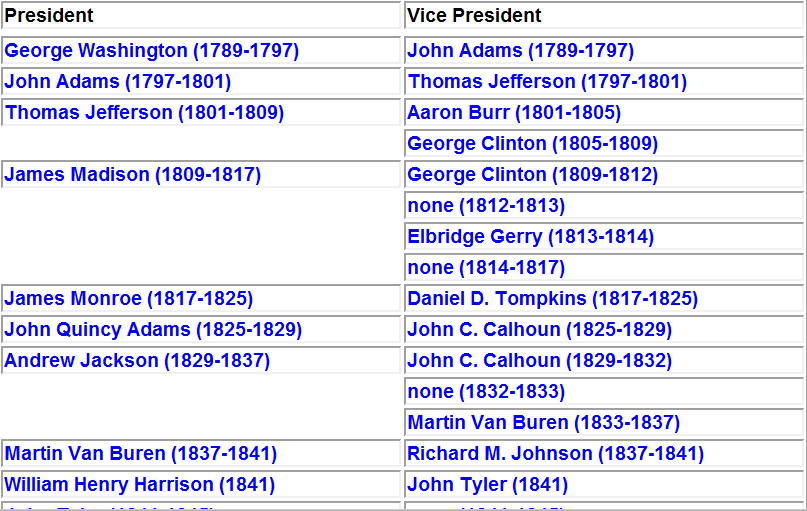 President Vice President
George Washington (1789-1797) John Adams (1789-1797)
John Adams (1797-1801) Thomas Jefferson (1797-1801)
Thomas Jefferson (1801-1809) Aaron Burr (1801-1805)
George Clinton (1805-1809)
James Madison (1809-1817) George Clinton (1809-1812)
none (1812-1813)
Elbridge Gerry (1813-1814)
none (1814-1817)
James Monroe (1817-1825) Daniel D. Tompkins (1817-1825)
John Quincy Adams (1825-1829) John C. Calhoun (1825-1829)
Andrew Jackson (1829-1837) John C. Calhoun (1829-1832)
none (1832-1833)
Martin Van Buren (1833-1837)
Martin Van Buren (1837-1841) Richard M. Johnson (1837-1841)
William Henry Harrison (1841) John Tyler (1841)